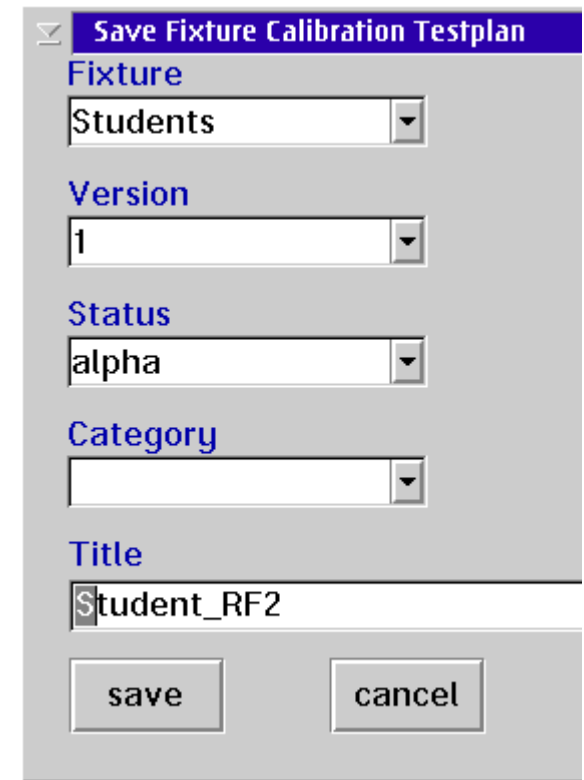 Save Fixture Calibration Testplan
Fixture
Students
Version
1
Status
alpha
Category
Title
Student_RF2
save cancel